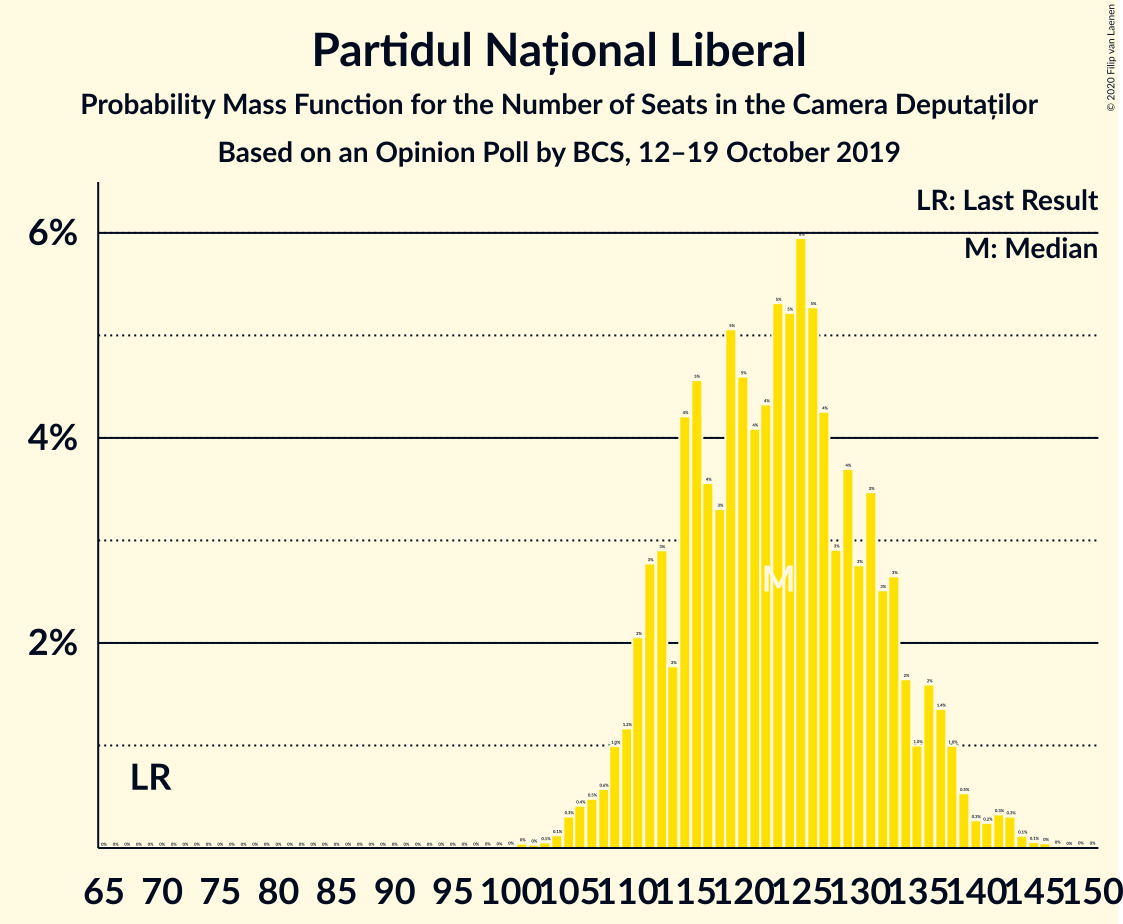 Partidul Național Liberal
Probability Mass Function for the Number of Seats in the Camera Deputaților
Based on an Opinion Poll by BCS, 12–19 October 2019
© 2020 Filip van Laenen
LR: Last Result
M: Median
6%
4%
2%
LR
M
65 70 75 80 85 90 95 100 105 110 115 120 125 130 135 140 145 150